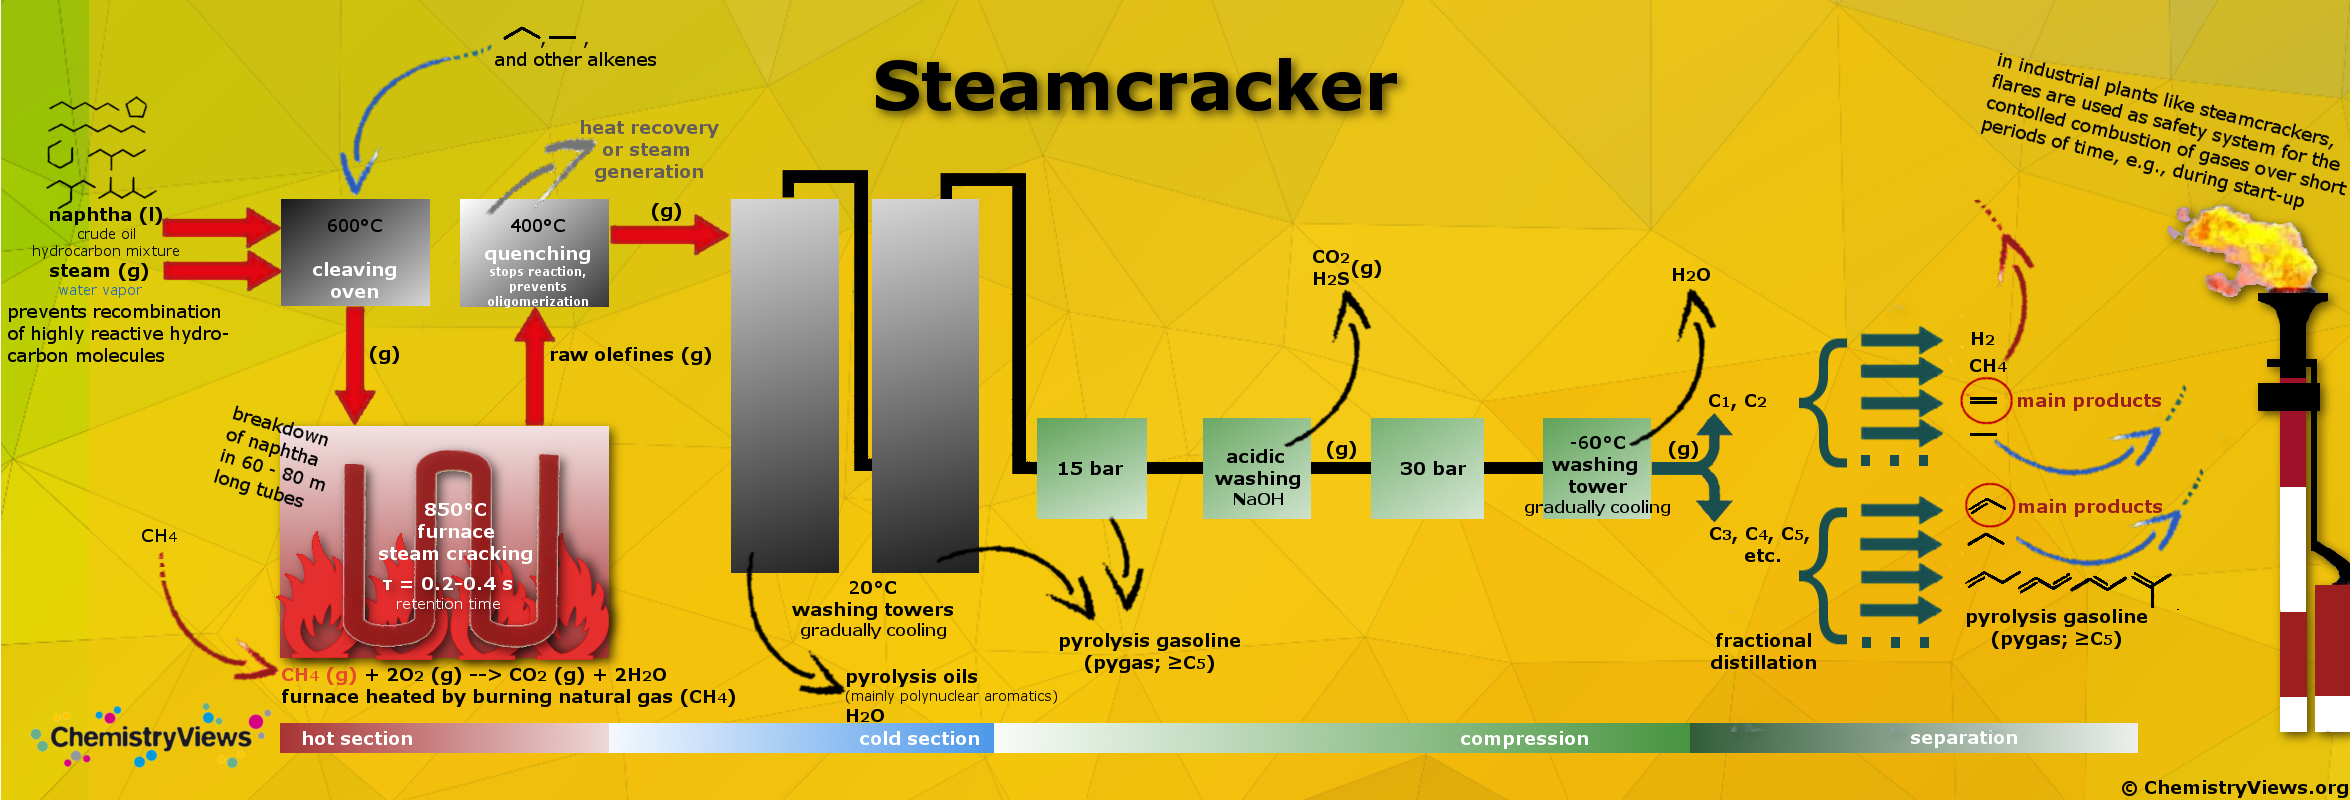 Steamcracker
, ,
and other alkenes
naphtha (l)
crude oil
hydrocarbon mixture
steam (g)
water vapor
prevents recombination
of highly reactive hydro-
carbon molecules
600°C
cleaving
oven
(g)
heat recovery
or steam
generation
400°C
quenching
stops reaction,
prevents
oligomerization
(g)
raw olefines (g)
breakdown
of naphtha
in 60 - 80 m
long tubes
850°C
furnace
steam cracking
τ = 0.2-0.4 s
retention time
CH4
CH4 (g) + 2O2 (g) --> CO2 (g) + 2H2O
furnace heated by burning natural gas (CH4)
20°C
washing towers
gradually cooling
pyrolysis oils
(mainly polynuclear aromatics)
H2O
pyrolysis gasoline
(pygas; ≥C5)
15 bar
acidic
washing
NaOH
CO2
H2S (g)
(g)
30 bar
-60°C
washing
tower
gradually cooling
H2O
(g)
C1, C2
C3, C4, C5,
etc.
fractional
distillation
H2
CH4
main products
main products
pyrolysis gasoline
(pygas; ≥C5)
in industrial plants like steamcrackers,
flares are used as safety system for the
contolled combustion of gases over short
periods of time, e.g., during start-up
ChemistryViews
hot section
cold section
compression
separation
© ChemistryViews.org